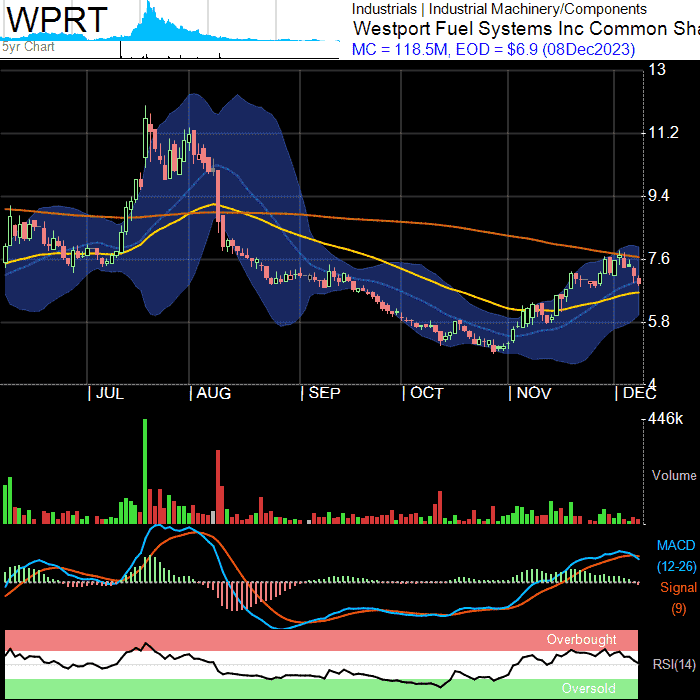 WPRT
5yr Chart
Industrials | Industrial Machinery/Components
Westport Fuel Systems Inc Common Sha
MC = 118.5M, EOD = $6.9 (08Dec2023)
13
11.2
9.4
7.6
5.8
4
JUL
AUG
SEP
OCT
NOV
DEC
446k
Volume
MACD
(12-26)
Signal
(9)
Overbought
RSI(14)
Oversold